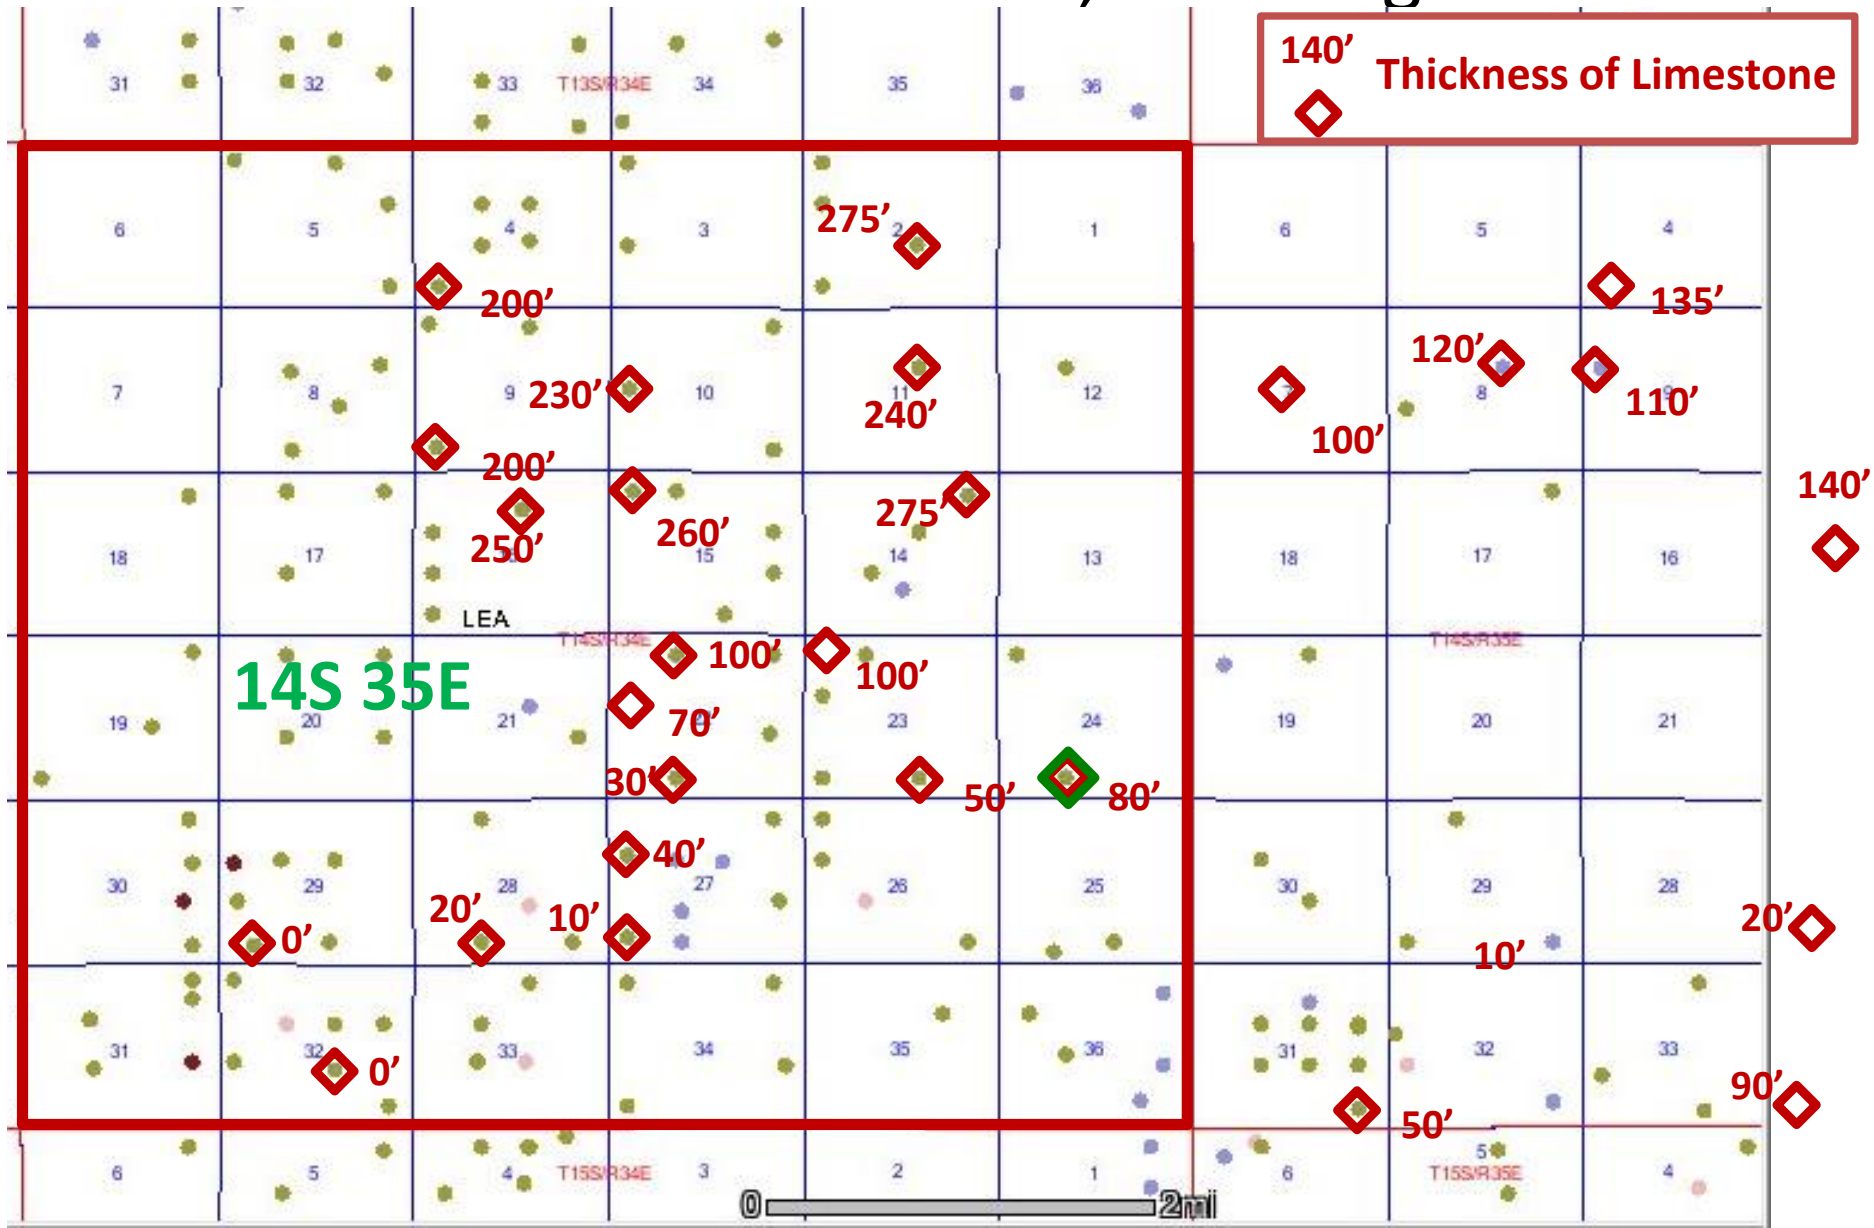 140’
Thickness of Limestone
31 32 33 T13S/R34E 34 35 36
6 5 4 3 2 1 6 5 4
275’
200’
135’
7 8 9 10 11 12 8 9
230’
240’
120’
110’
100’
200’
250’
260’
275’
140’
18 17 15 14 13 18 17 16
LEA
T14S/R34E
T14S/R35E
100’
100’
14S 35E
70’
19 20 21 23 24 19 20 21
30’
50’
80’
40’
30 29 28 27 26 25 30 29 28
0’
20’
10’
10’
20’
31 32 33 34 35 36 31 32 33
0’
50’
90’
6 5 4 T15S/R34E 3 2 1 6 5 T15S/R35E 4
0 2mi